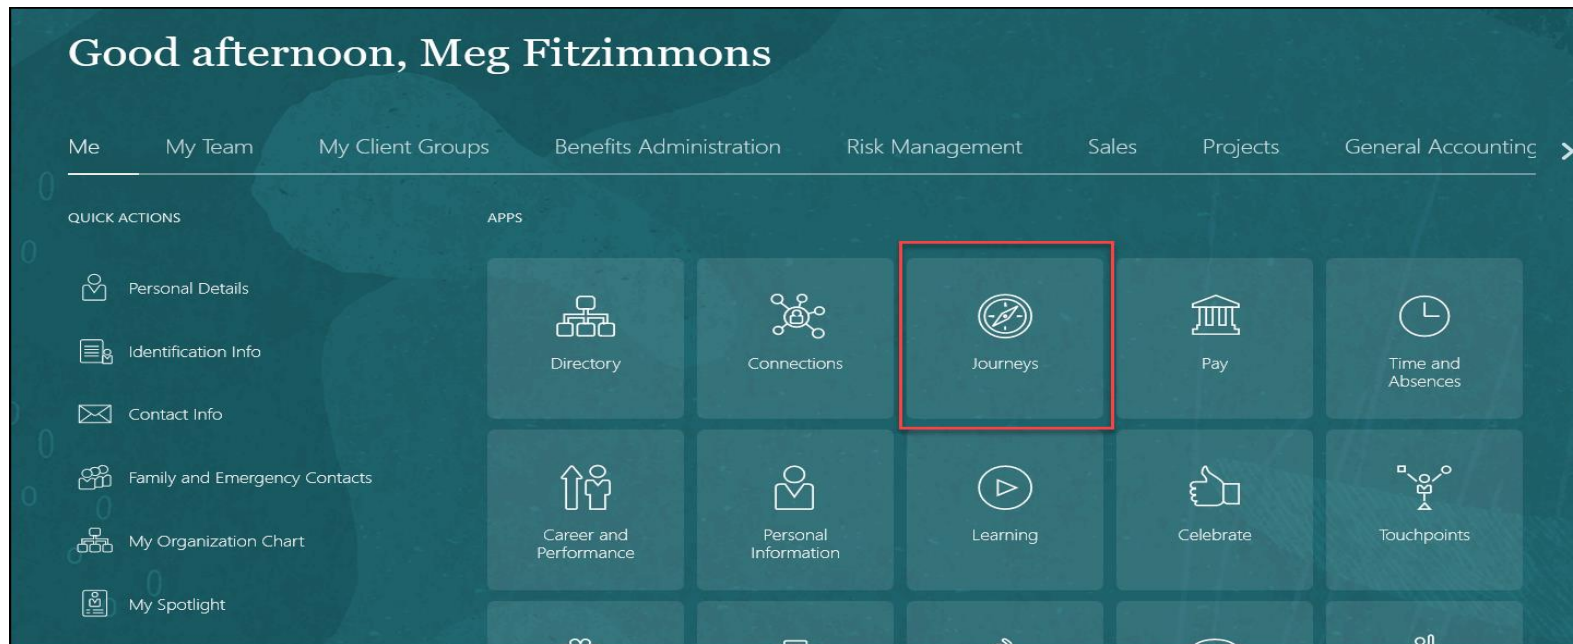 Good afternoon, Meg Fitzimmons
Me
My Team
My Client Groups
Benefits Administration
Risk Management
Sales
Projects
General Accounting
QUICK ACTIONS
Personal Details
Identification Info
Contact Info
Family and Emergency Contacts
My Organization Chart
My Spotlight
APPS
Directory
Connections
Journeys
Pay
Time and
Absences
Career and
Performance
Personal
Information
Learning
Celebrate
Touchpoints